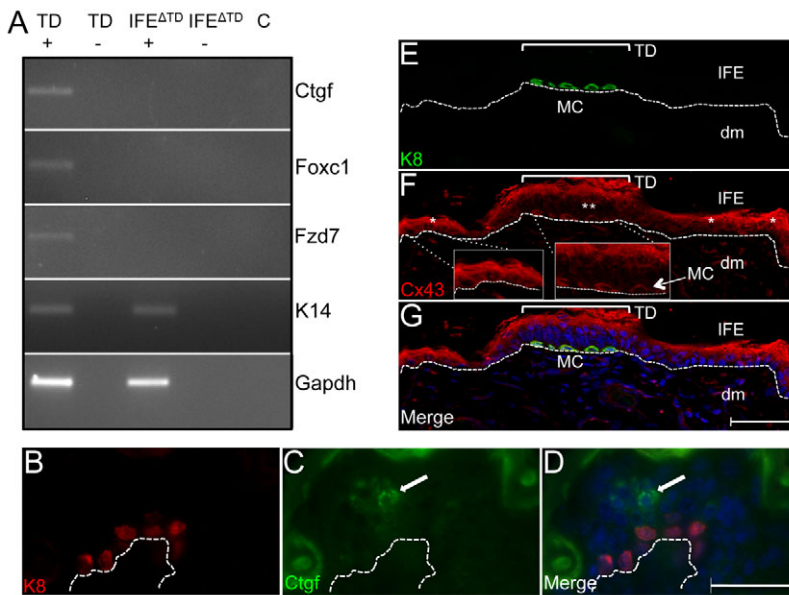 A
TD TD IFEΔTD IFEΔTD C
+ - + -
Ctgf
Foxc1
Fzd7
K14
Gapdh
E
TD
IFE
MC
dm
K8
F
TD
IFE
* ** * *
MC
dm
Cx43
G
TD
IFE
MC
dm
Merge
B
K8
C
Ctgf
D
Merge